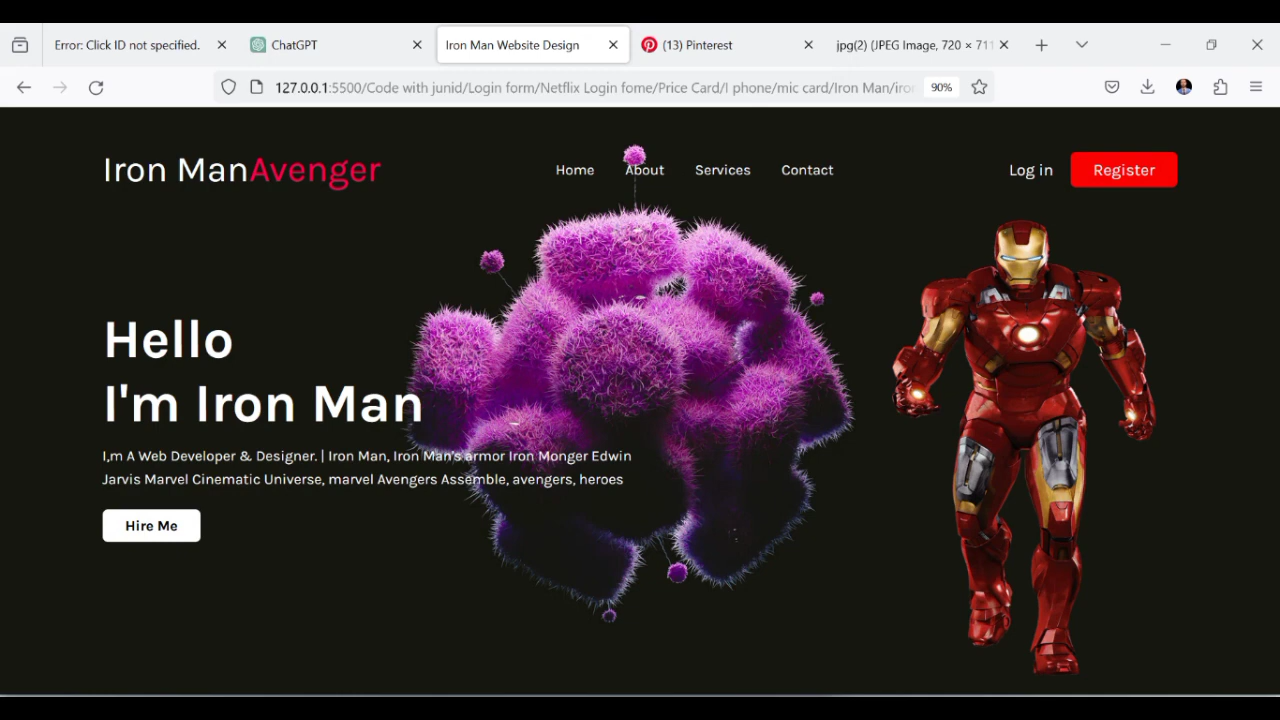 Error: Click ID not specified.
ChatGPT
Iron Man Website Design
(13) Pinterest
jpg(2) (JPEG Image, 720 × 711
127.0.0.1:5500/Code with junid/Login form/Netflix Login fome/Price Card/I phone/mic card/Iron Man/iron
90%
Iron ManAvenger
Home About Services Contact
Log in Register
Hello
I'm Iron Man
I,m A Web Developer & Designer. | Iron Man, Iron Man's armor Iron Monger Edwin
Jarvis Marvel Cinematic Universe, marvel Avengers Assemble, avengers, heroes
Hire Me